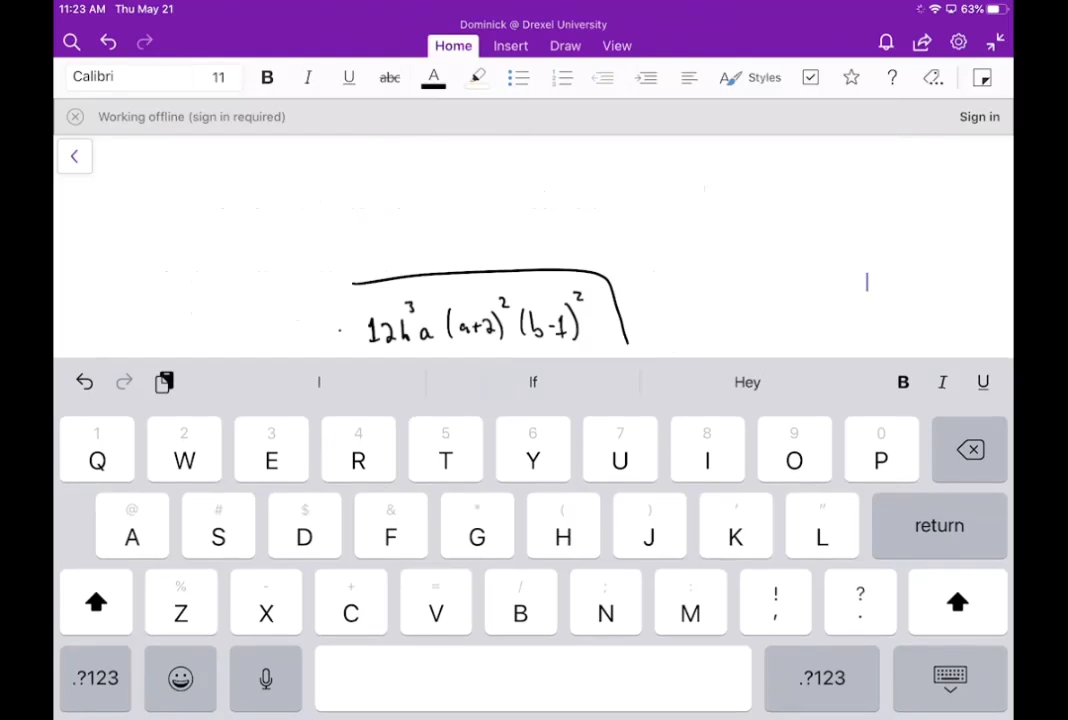 11:23 AM Thu May 21
63%
Dominick @ Drexel University
Home Insert Draw View
Calibri 11 B I U abc A Styles ?
Working offline (sign in required) Sign in
12h³a (a+2)² (b-1)²
I If Hey B I U
1 2 3 4 5 6 7 8 9 0
Q W E R T Y U I O P
@ # $ & * ( ) ' "
A S D F G H J K L return
% - + = / ; : ! ?
Z X C V B N M , .
.?123 .?123